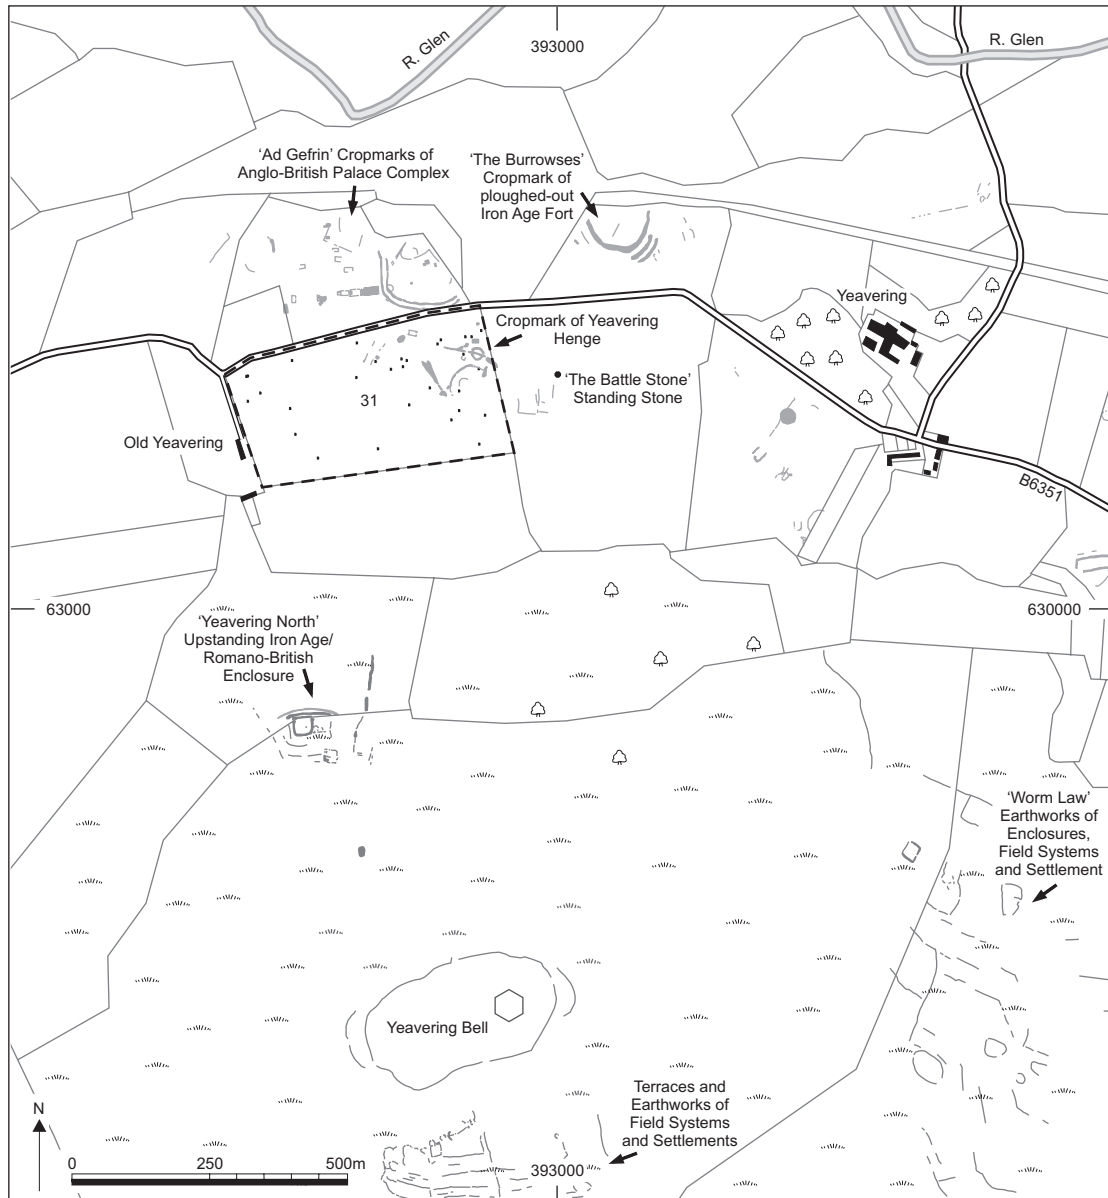 R. Glen
393000
R. Glen
‘Ad Gefrin’ Cropmarks of
Anglo-British Palace Complex
‘The Burrowses’
Cropmark of
ploughed-out
Iron Age Fort
Yeavering
Cropmark of Yeavering
Henge
‘The Battle Stone’
Standing Stone
31
Old Yeavering
B6351
63000
630000
‘Yeavering North’
Upstanding Iron Age/
Romano-British
Enclosure
‘Worm Law’
Earthworks of
Enclosures,
Field Systems
and Settlement
Yeavering Bell
Terraces and
Earthworks of
Field Systems
and Settlements
N
0
250
500m
393000